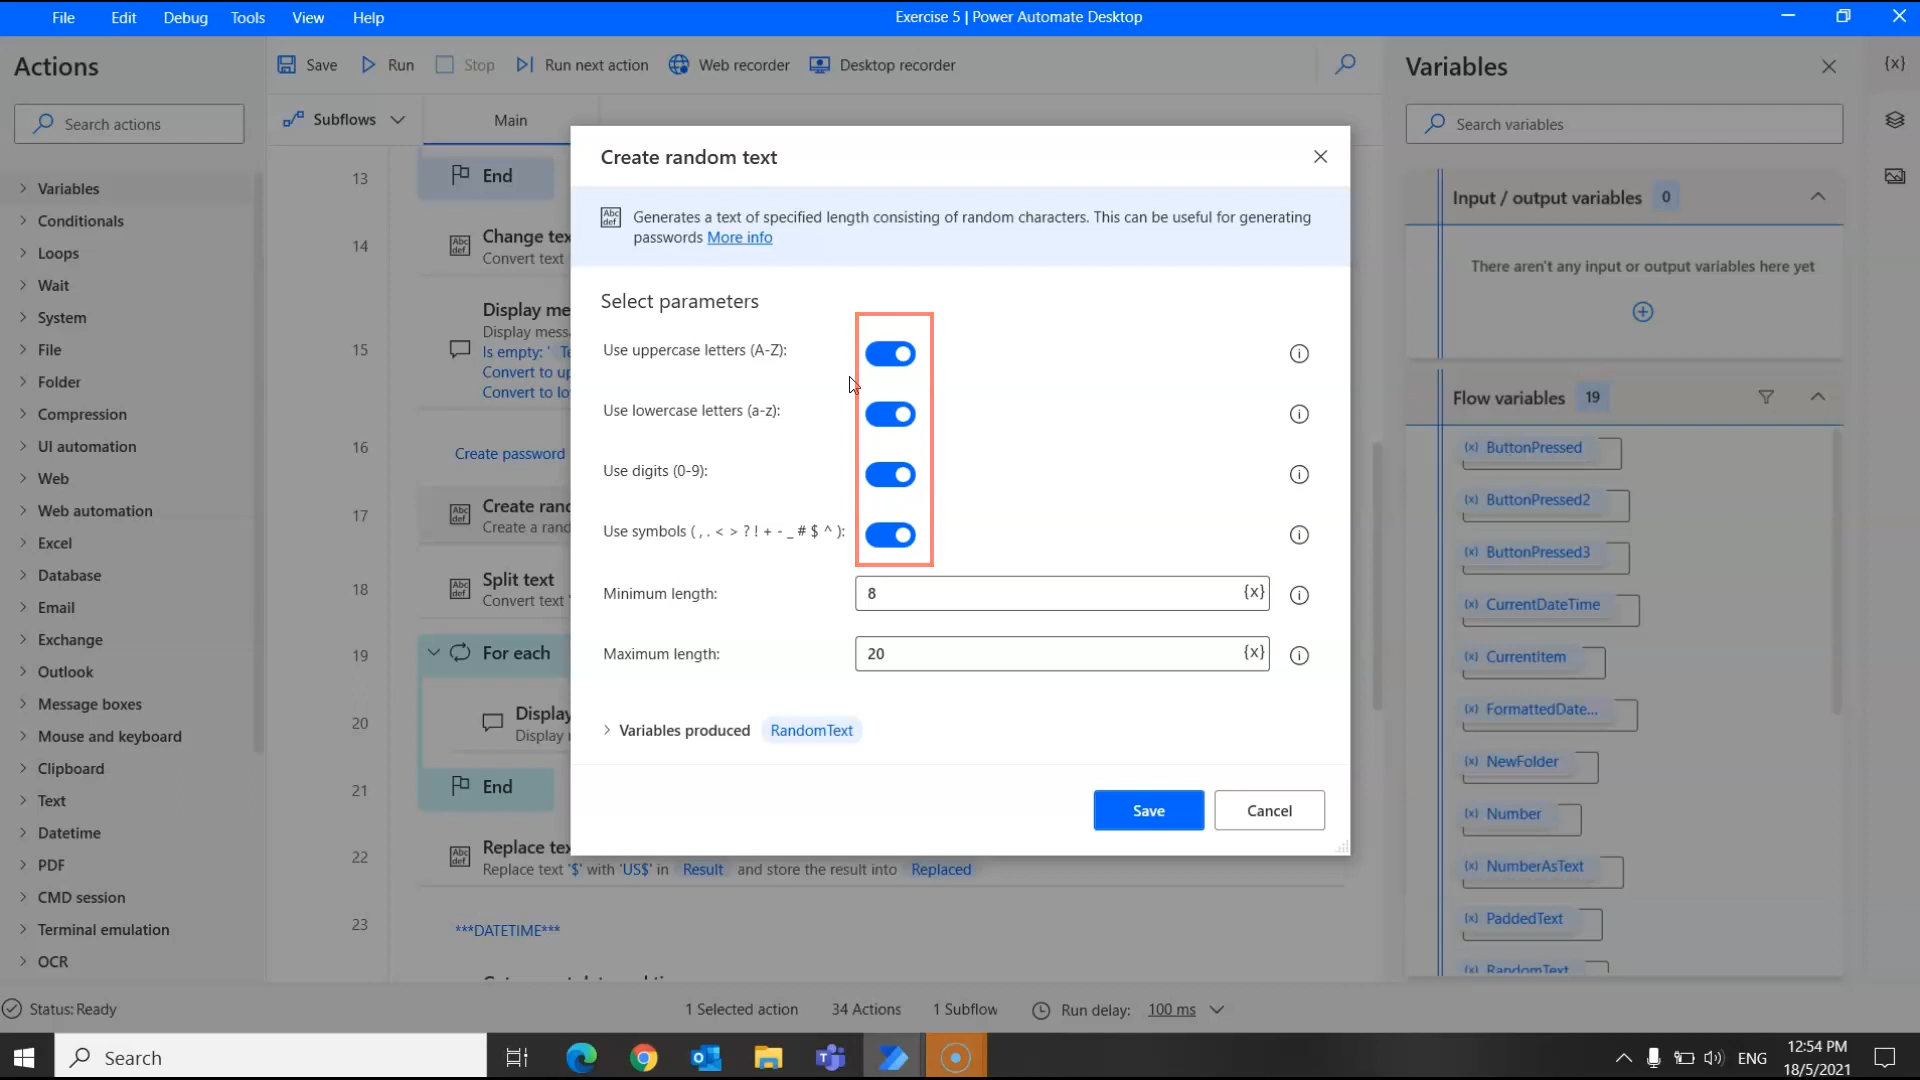 File Edit Debug Tools View Help
Exercise 5 | Power Automate Desktop
Actions
Search actions
Variables
Conditionals
Loops
Wait
System
File
Folder
Compression
UI automation
Web
Web automation
Excel
Database
Email
Exchange
Outlook
Message boxes
Mouse and keyboard
Clipboard
Text
Datetime
PDF
CMD session
Terminal emulation
OCR
Save Run Stop Run next action Web recorder Desktop recorder
Subflows Main
13 End
14 Change tex
Convert text
15 Display me
Display mess
Is empty: '
Convert to up
Convert to lo
16 Create password
17 Create rand
Create a rand
18 Split text
Convert text
19 For each
20 Display
Display
21 End
22 Replace tex
Replace text '$' with 'US$' in Result and store the result into Replaced
23 ***DATETIME***
Create random text
Abc def Generates a text of specified length consisting of random characters. This can be useful for generating
passwords More info
Select parameters
Use uppercase letters (A-Z):
Use lowercase letters (a-z):
Use digits (0-9):
Use symbols ( , . < > ? ! + - _ # $ ^ ):
Minimum length: 8 {x}
Maximum length: 20 {x}
Variables produced RandomText
Save Cancel
Variables
{x}
Search variables
Input / output variables 0
There aren't any input or output variables here yet
Flow variables 19
(x) ButtonPressed
(x) ButtonPressed2
(x) ButtonPressed3
(x) CurrentDateTime
(x) CurrentItem
(x) FormattedDate...
(x) NewFolder
(x) Number
(x) NumberAsText
(x) PaddedText
(x) RandomText
Status: Ready 1 Selected action 34 Actions 1 Subflow Run delay: 100 ms
Search
ENG
12:54 PM
18/5/2021